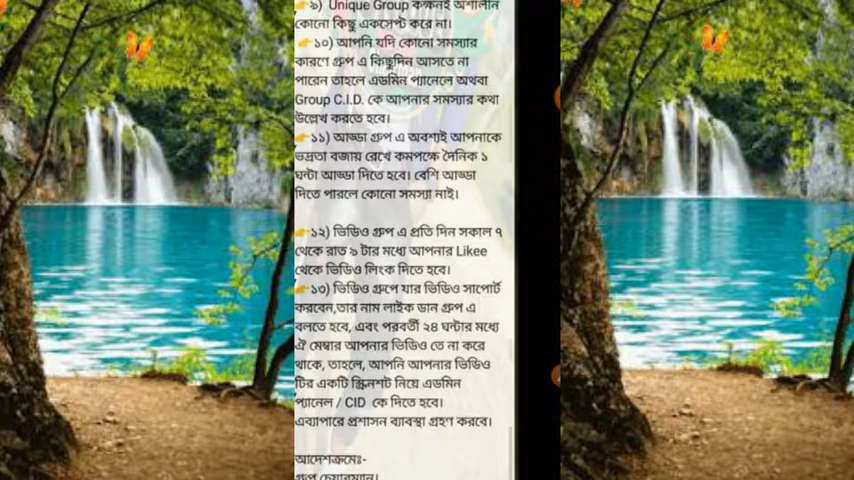 👉৯) Unique Group কক্ষনই অশালীন
কোনো কিছু একসেপ্ট করে না।
👉১০) আপনি যদি কোনো সমস্যার
কারণে গ্রুপ এ কিছুদিন আসতে না
পারেন তাহলে এডমিন প্যানেলে অথবা
Group C.I.D. কে আপনার সমস্যার কথা
উল্লেখ করতে হবে।
👉১১) আড্ডা গ্রুপ এ অবশ্যই আপনাকে
ভদ্রতা বজায় রেখে কমপক্ষে দৈনিক ১
ঘন্টা আড্ডা দিতে হবে। বেশি আড্ডা
দিতে পারলে কোনো সমস্যা নাই।
👉১২) ভিডিও গ্রুপ এ প্রতি দিন সকাল ৭
থেকে রাত ৯ টার মধ্যে আপনার Likee
থেকে ভিডিও লিংক দিতে হবে।
👉১৩) ভিডিও গ্রুপে যার ভিডিও সাপোর্ট
করবেন,তার নাম লাইক ডান গ্রুপ এ
বলতে হবে, এবং পরবর্তী ২৪ ঘন্টার মধ্যে
ঐ মেম্বার আপনার ভিডিও তে না করে
থাকে, তাহলে, আপনি আপনার ভিডিও
টির একটি স্ক্রিনশট নিয়ে এডমিন
প্যানেল / CID কে দিতে হবে।
এব্যাপারে প্রশাসন ব্যাবস্থা গ্রহণ করবে।
আদেশক্রমেঃ-
গ্রুপ চেয়ারম্যান।